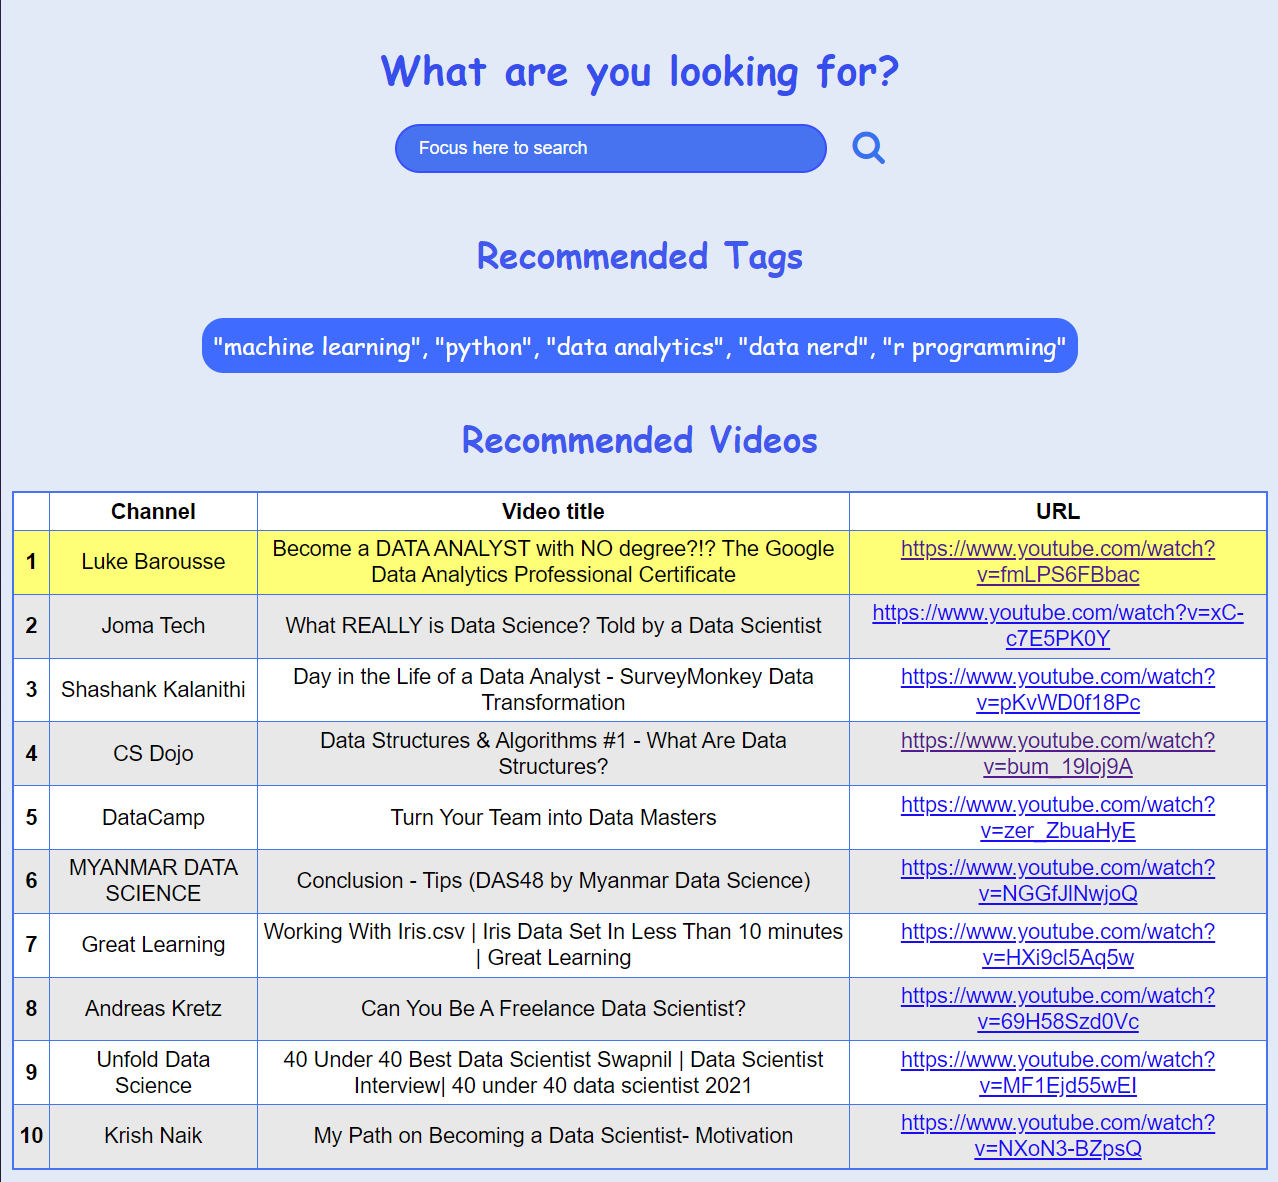 What are you looking for?
Focus here to search
Recommended Tags
"machine learning", "python", "data analytics", "data nerd", "r programming"
Recommended Videos
Channel Video title URL
1 Luke Barousse Become a DATA ANALYST with NO degree?!? The Google Data Analytics Professional Certificate https://www.youtube.com/watch?v=fmLPS6FBbac
2 Joma Tech What REALLY is Data Science? Told by a Data Scientist https://www.youtube.com/watch?v=xC-c7E5PK0Y
3 Shashank Kalanithi Day in the Life of a Data Analyst - SurveyMonkey Data Transformation https://www.youtube.com/watch?v=pKvWD0f18Pc
4 CS Dojo Data Structures & Algorithms #1 - What Are Data Structures? https://www.youtube.com/watch?v=bum_19loj9A
5 DataCamp Turn Your Team into Data Masters https://www.youtube.com/watch?v=zer_ZbuaHyE
6 MYANMAR DATA SCIENCE Conclusion - Tips (DAS48 by Myanmar Data Science) https://www.youtube.com/watch?v=NGGfJlNwjoQ
7 Great Learning Working With Iris.csv | Iris Data Set In Less Than 10 minutes | Great Learning https://www.youtube.com/watch?v=HXi9cl5Aq5w
8 Andreas Kretz Can You Be A Freelance Data Scientist? https://www.youtube.com/watch?v=69H58Szd0Vc
9 Unfold Data Science 40 Under 40 Best Data Scientist Swapnil | Data Scientist Interview| 40 under 40 data scientist 2021 https://www.youtube.com/watch?v=MF1Ejd55wEI
10 Krish Naik My Path on Becoming a Data Scientist- Motivation https://www.youtube.com/watch?v=NXoN3-BZpsQ